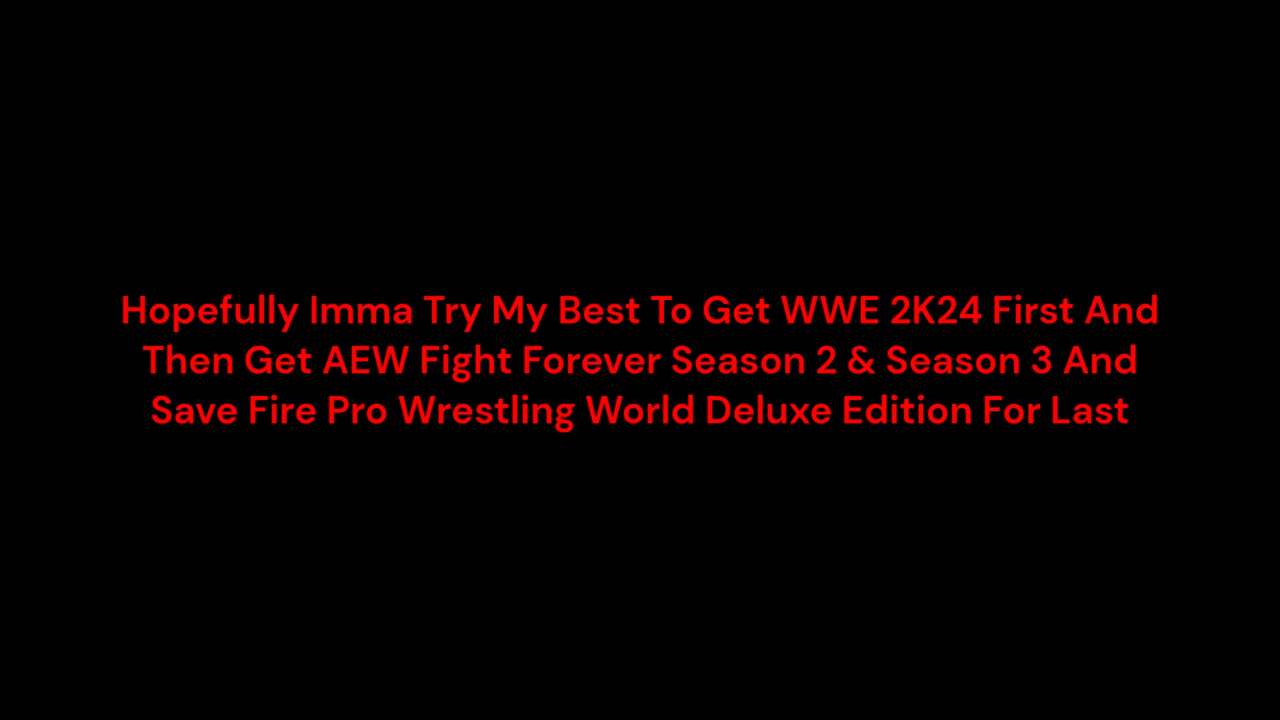 Hopefully Imma Try My Best To Get WWE 2K24 First And
Then Get AEW Fight Forever Season 2 & Season 3 And
Save Fire Pro Wrestling World Deluxe Edition For Last